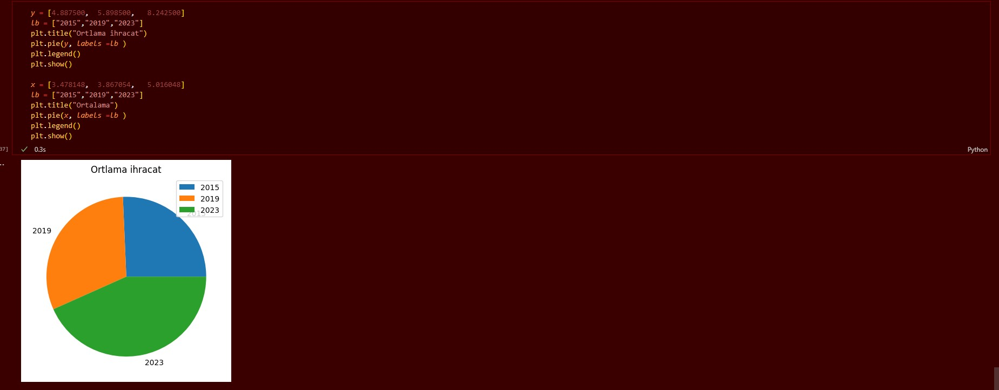 y = [4.887500,  5.898500,   8.242500]
lb = ["2015","2019","2023"]
plt.title("Ortlama ihracat")
plt.pie(y, labels =lb )
plt.legend()
plt.show()
x = [3.478148,  3.867054,   5.016048]
lb = ["2015","2019","2023"]
plt.title("Ortalama")
plt.pie(x, labels =lb )
plt.legend()
plt.show()
37]
0.3s
Python
Ortlama ihracat
2015
2019
2023
2015
2019
2023